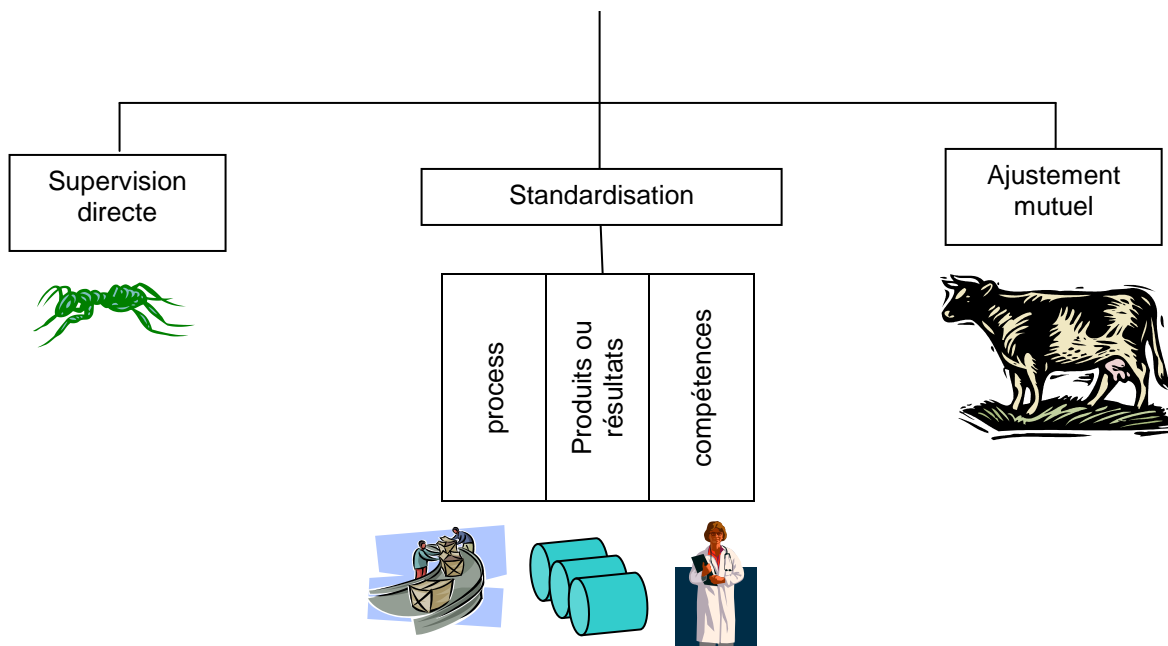 Supervision
directe
Standardisation
Ajustement
mutuel
process
Produits ou
résultats
compétences